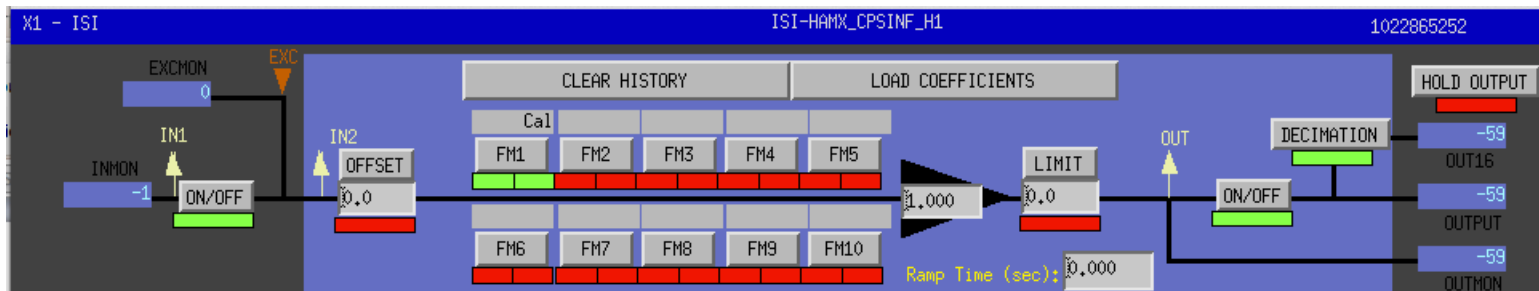 X1 - ISI
ISI-HAMX_CPSINF_H1
1022865252
EXCMON
EXC
0
CLEAR HISTORY
LOAD COEFFICIENTS
HOLD OUTPUT
Cal
IN1
IN2
OFFSET
FM1
FM2
FM3
FM4
FM5
LIMIT
OUT
DECIMATION
-59
OUT16
INMON
-1
ON/OFF
0.0
1.000
0.0
ON/OFF
-59
OUTPUT
FM6
FM7
FM8
FM9
FM10
Ramp Time (sec):
0.000
-59
OUTMON